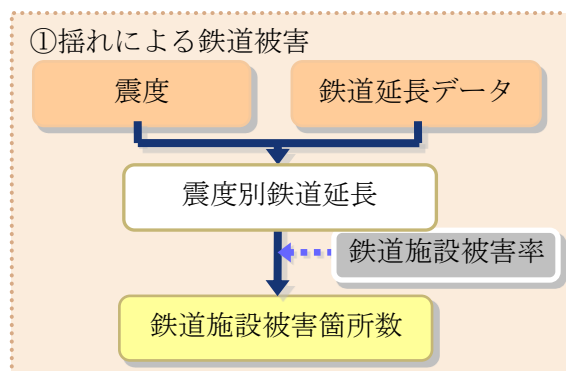 ①揺れによる鉄道被害
震度
鉄道延長データ
震度別鉄道延長
鉄道施設被害率
鉄道施設被害箇所数